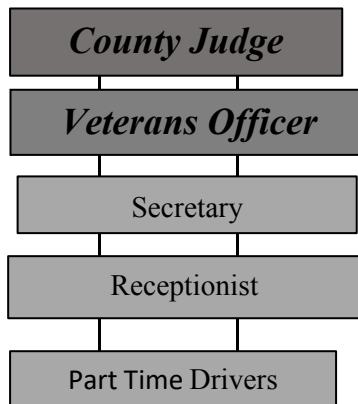 County Judge
Veterans Officer
Secretary
Receptionist
Part Time Drivers